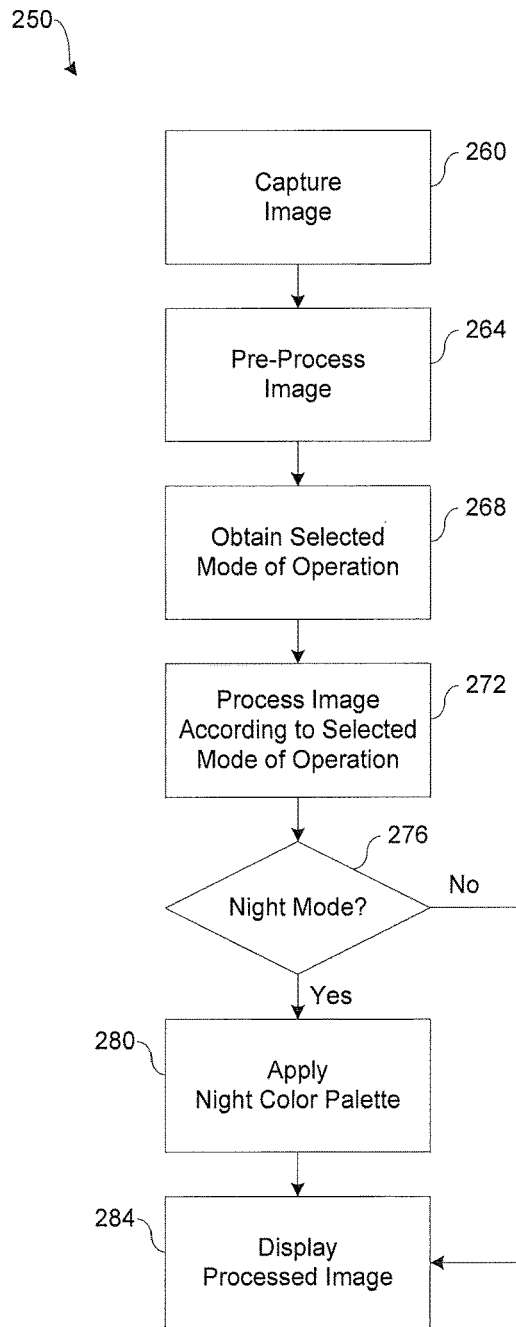 250
Capture
Image
260
Pre-Process
Image
264
Obtain Selected
Mode of Operation
268
Process Image
According to Selected
Mode of Operation
272
Night Mode?
276
No
Yes
280
Apply
Night Color Palette
284
Display
Processed Image